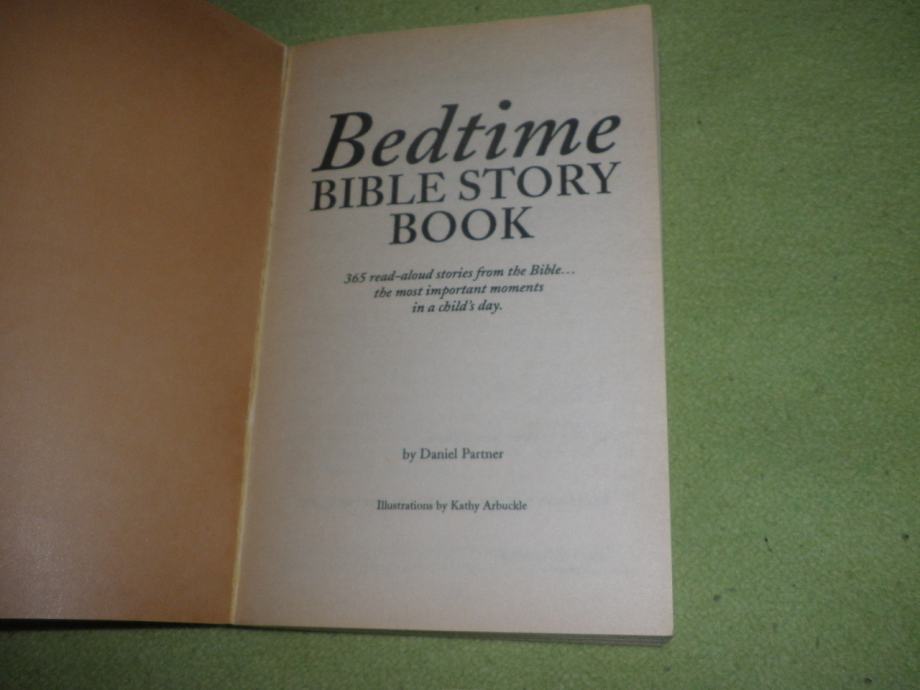 Bedtime
BIBLE STORY
BOOK
365 read-aloud stories from the Bible...
the most important moments
in a child's day.
by Daniel Partner
Illustrations by Kathy Arbuckle